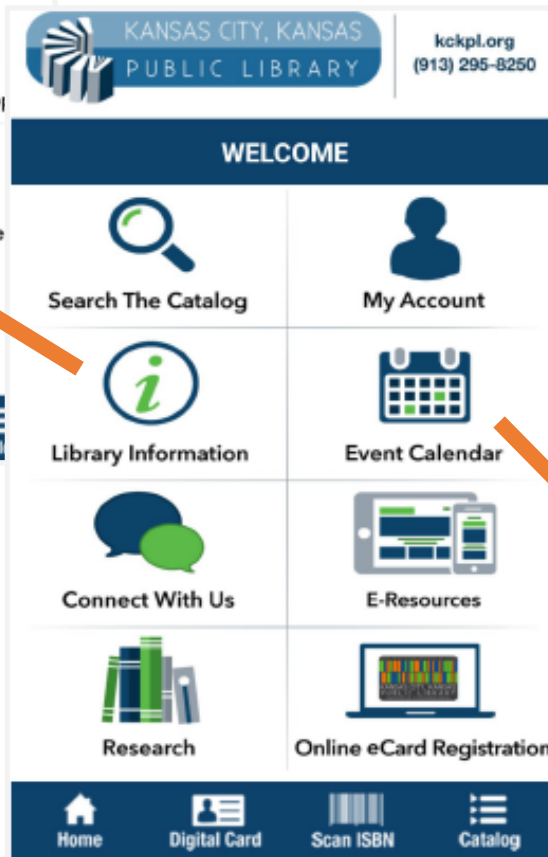 KANSAS CITY, KANSAS
PUBLIC LIBRARY
kckpl.org
(913) 295-8250
WELCOME
Search The Catalog
My Account
Library Information
Event Calendar
Connect With Us
E-Resources
Research
Online eCard Registration
Home
Digital Card
Scan ISBN
Catalog